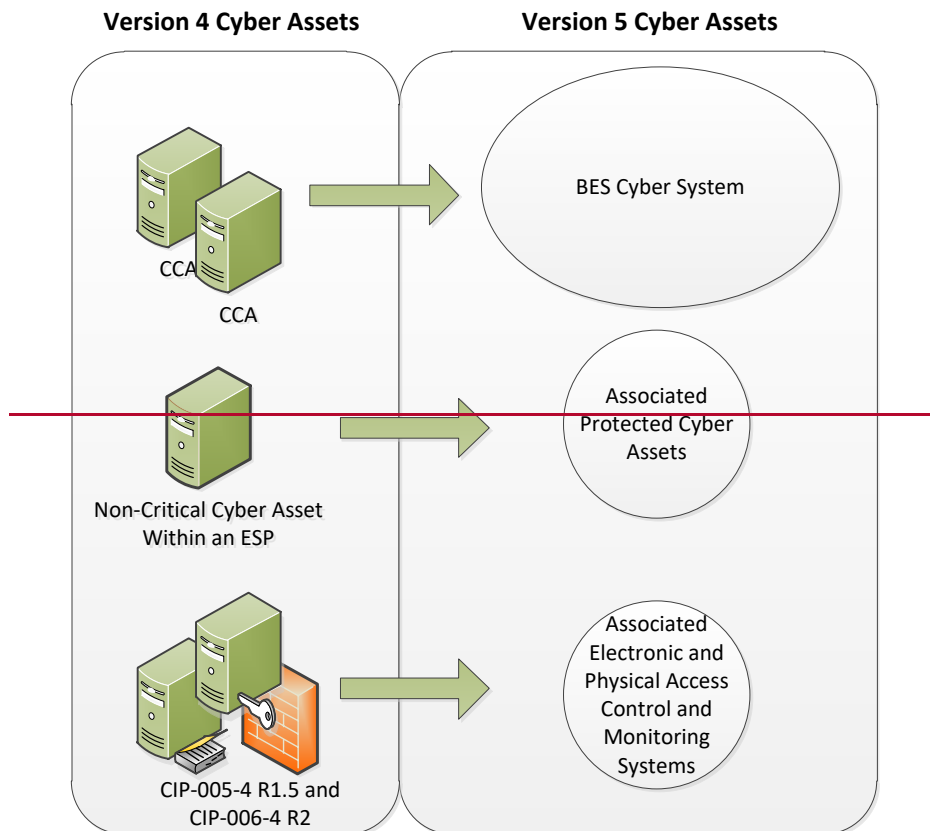 Version 4 Cyber Assets
Version 5 Cyber Assets
CCA
CCA
BES Cyber System
Non-Critical Cyber Asset
Within an ESP
Associated
Protected Cyber
Assets
CIP-005-4 R1.5 and
CIP-006-4 R2
Associated
Electronic and
Physical Access
Control and
Monitoring
Systems